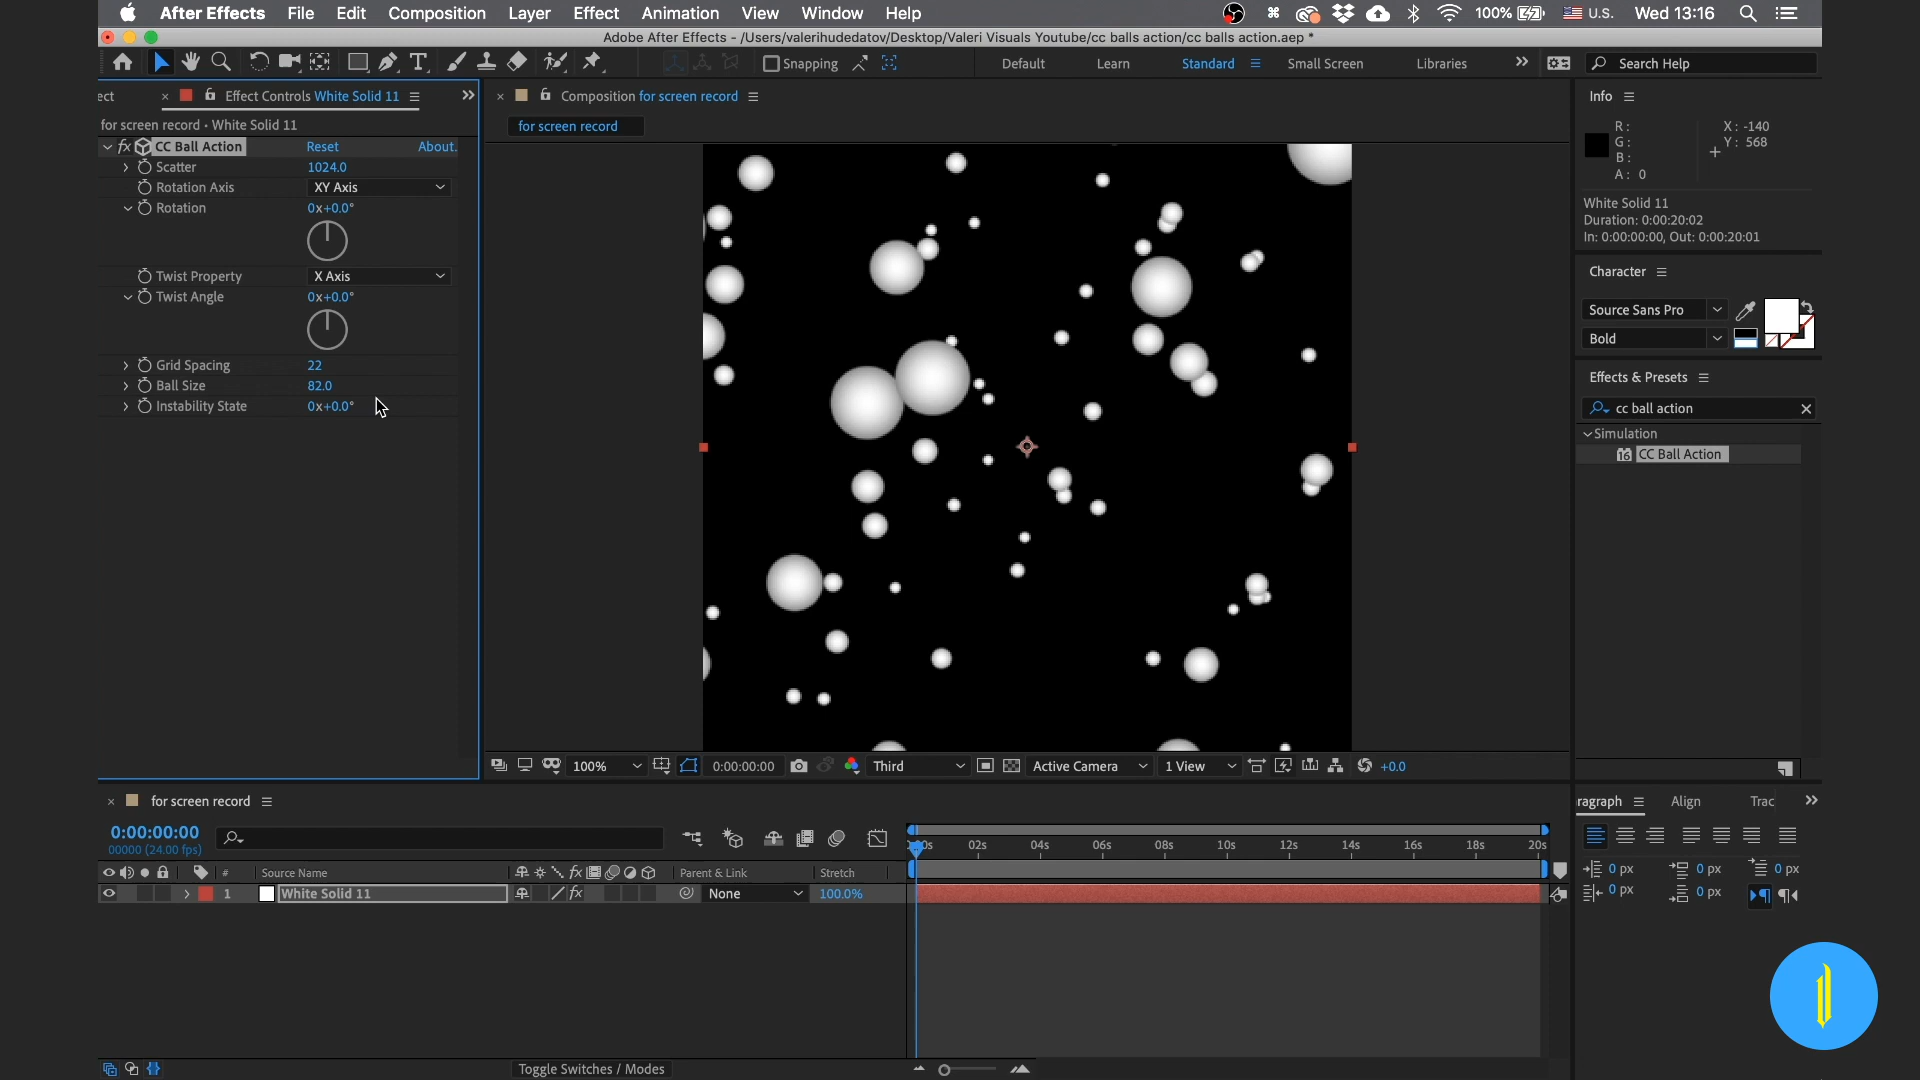 After Effects File Edit Composition Layer Effect Animation View Window Help 100% U.S. Wed 13:16
Adobe After Effects - /Users/valerihudedatov/Desktop/Valeri Visuals Youtube/cc balls action/cc balls action.aep *
Snapping Default Learn Standard Small Screen Libraries Search Help
ect Effect Controls White Solid 11
for screen record • White Solid 11
fx CC Ball Action Reset About.
Scatter 1024.0
Rotation Axis XY Axis
Rotation 0x+0.0°
Twist Property X Axis
Twist Angle 0x+0.0°
Grid Spacing 22
Ball Size 82.0
Instability State 0x+0.0°
Composition for screen record
for screen record
100% 0:00:00:00 Third Active Camera 1 View +0.0
Info
R: X: -140
G: Y: 568
B:
A: 0
White Solid 11
Duration: 0:00:20:02
In: 0:00:00:00, Out: 0:00:20:01
Character
Source Sans Pro
Bold
Effects & Presets
cc ball action
Simulation
16 CC Ball Action
for screen record
0:00:00:00
00000 (24.00 fps)
02s 04s 06s 08s 10s 12s 14s 16s 18s 20s
# Source Name fx Parent & Link Stretch
1 White Solid 11 fx None 100.0%
Toggle Switches / Modes
ragraph Align Trac
0 px 0 px 0 px
0 px 0 px